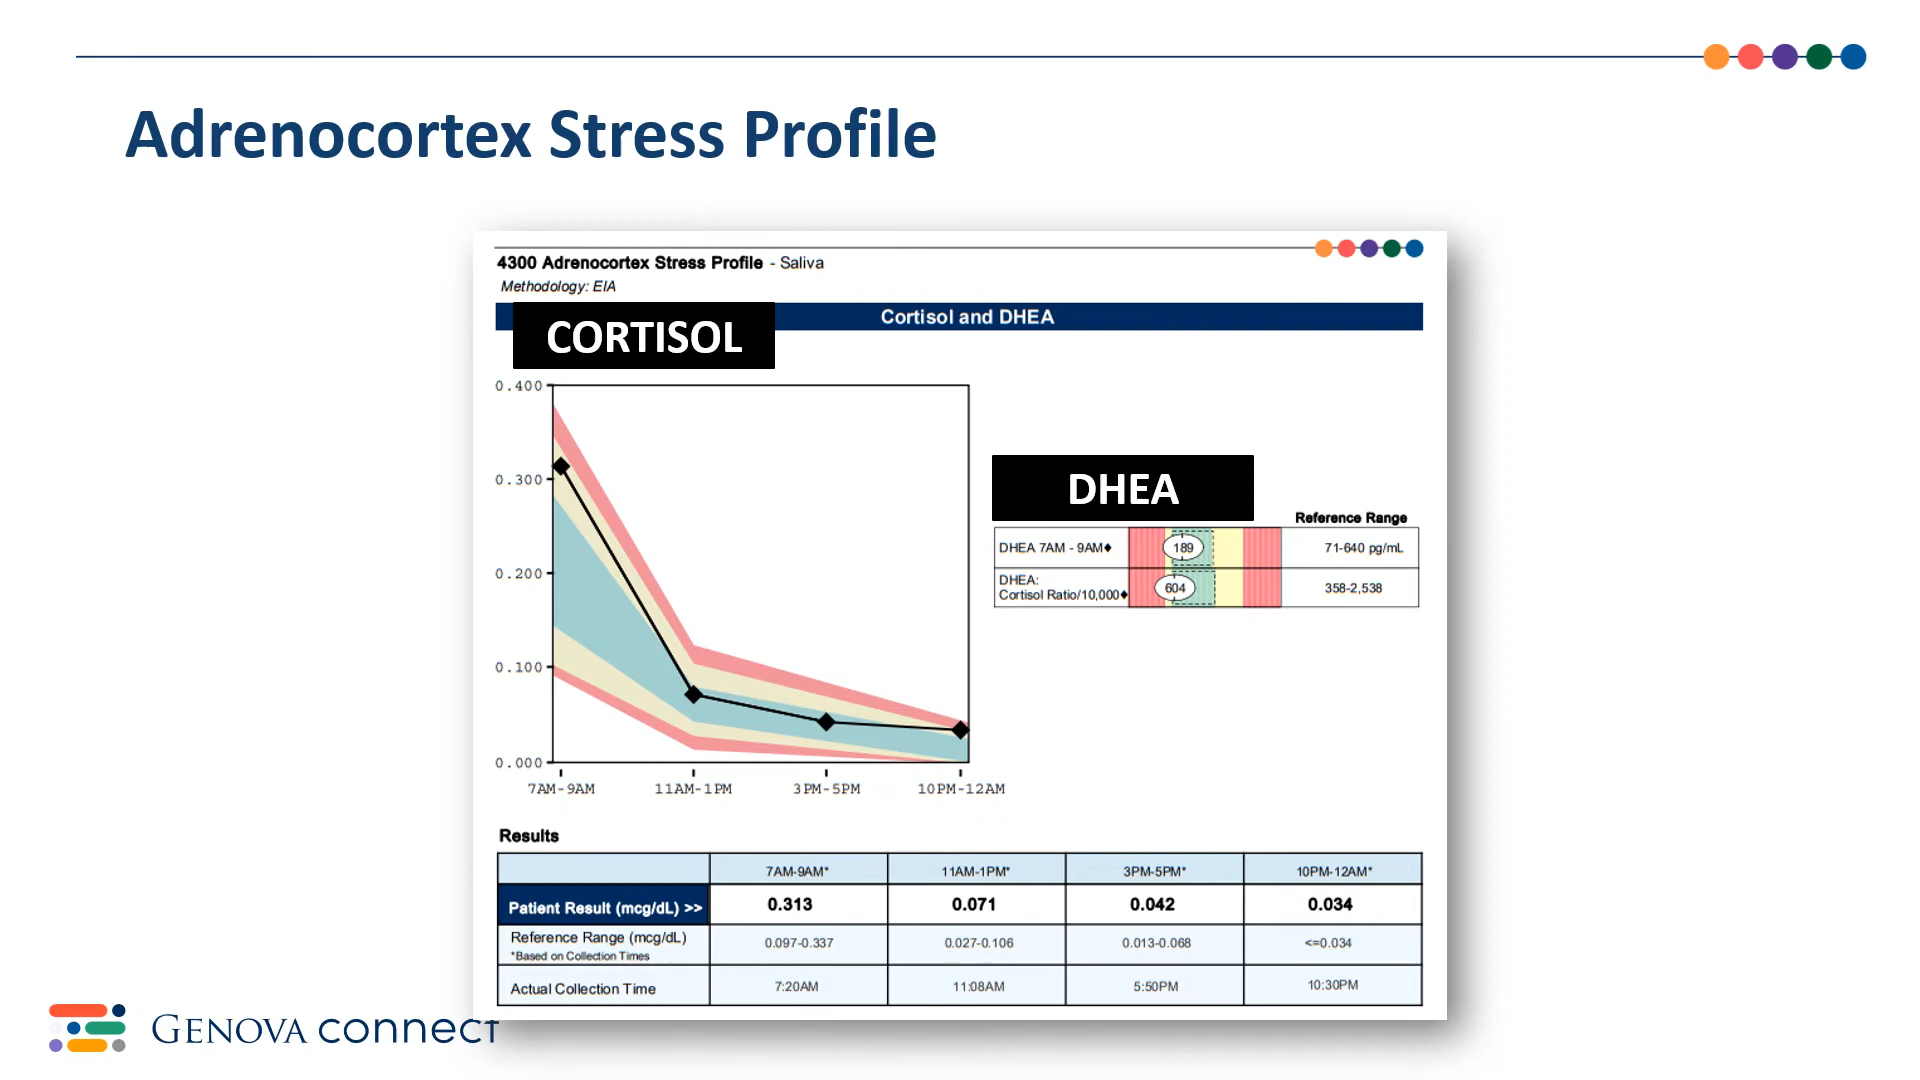 Adrenocortex Stress Profile
4300 Adrenocortex Stress Profile - Saliva
Methodology: EIA
Cortisol and DHEA
CORTISOL
0.400
0.300
0.200
0.100
0.000
7AM-9AM 11AM-1PM 3PM-5PM 10PM-12AM
DHEA
Reference Range
DHEA 7AM - 9AM♦ 189 71-640 pg/mL
DHEA:
Cortisol Ratio/10,000♦ 604 358-2,538
Results
7AM-9AM* 11AM-1PM* 3PM-5PM* 10PM-12AM*
Patient Result (mcg/dL) >> 0.313 0.071 0.042 0.034
Reference Range (mcg/dL) 0.097-0.337 0.027-0.106 0.013-0.068 <=0.034
*Based on Collection Times
Actual Collection Time 7:20AM 11:08AM 5:50PM 10:30PM
GENOVA connect